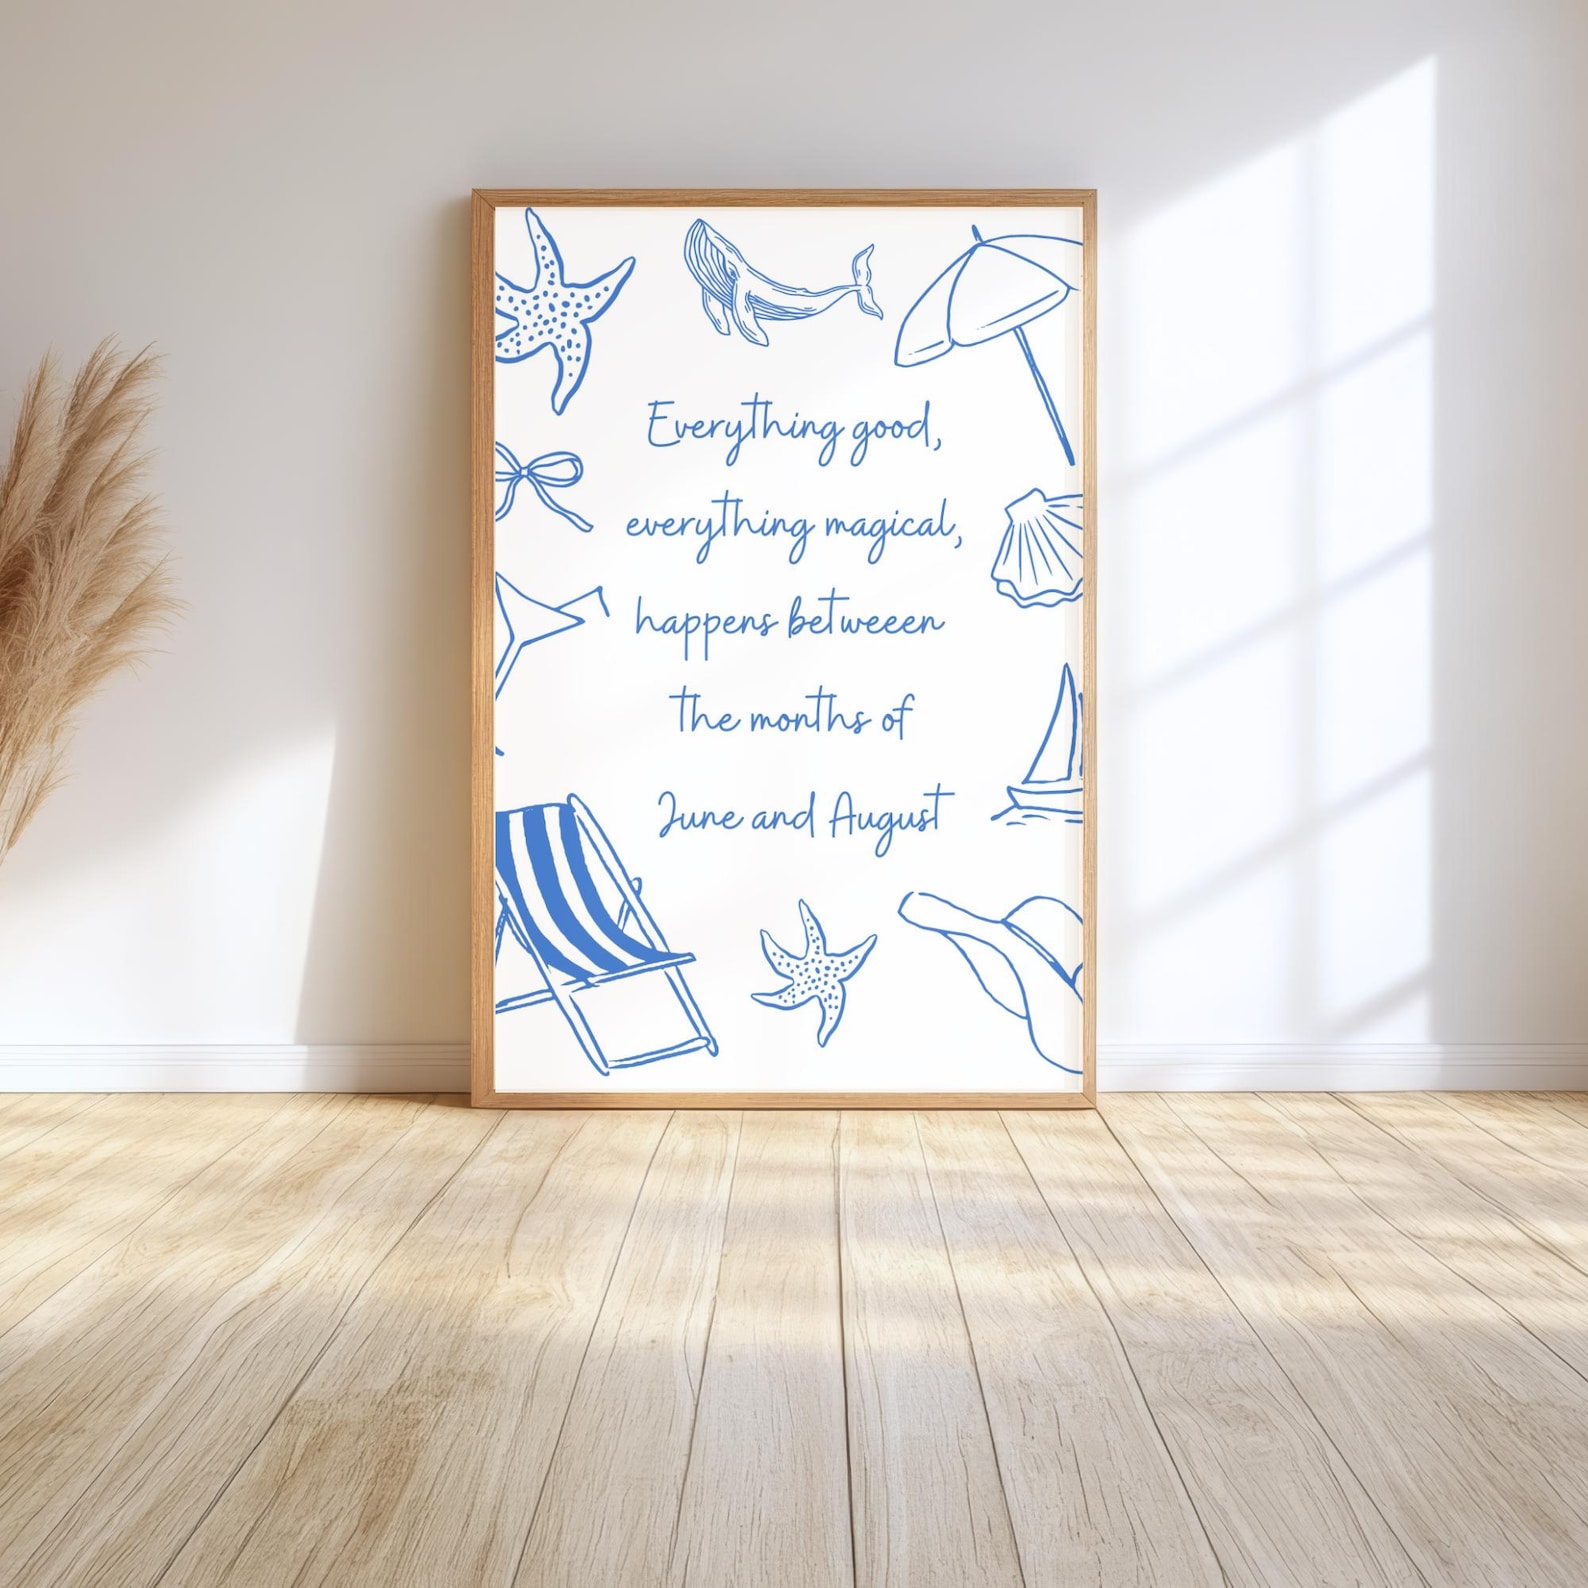 Everything good,
everything magical,
happens betweeen
the months of
June and August